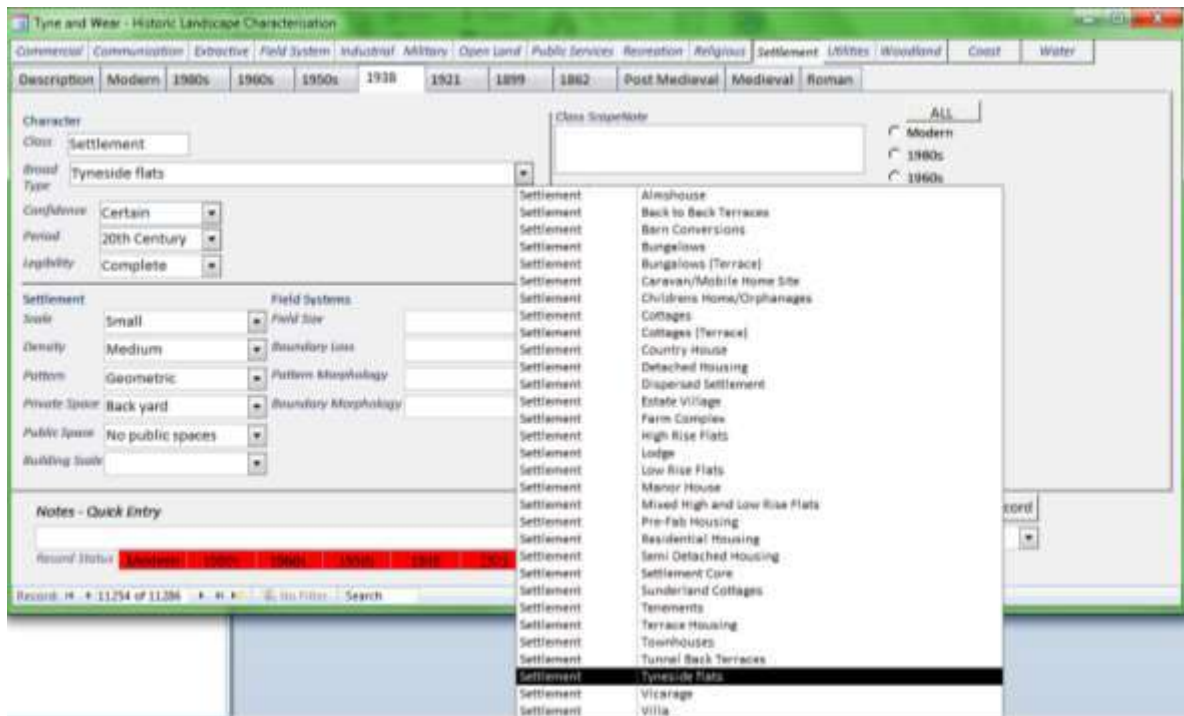 Tyne and Wear - Historic Landscape Characterisation
Commercial Communication Extractive Field System Industrial Military Open Land Public Services Recreation Religious Settlement Utilities Woodland Coast Water
Description Modern 1980s 1960s 1950s 1938 1921 1899 1862 Post Medieval Medieval Roman
Character
Class Settlement
Broad Type Tyneside flats
Confidence Certain
Period 20th Century
Legibility Complete
Class ScopeNote
ALL
Modern
1980s
1960s
Settlement
Scale Small
Density Medium
Pattern Geometric
Private Space Back yard
Public Space No public spaces
Building Scale
Field Systems
Field Size
Boundary Loss
Pattern Morphology
Boundary Morphology
Settlement Almshouse
Settlement Back to Back Terraces
Settlement Barn Conversions
Settlement Bungalows
Settlement Bungalows (Terrace)
Settlement Caravan/Mobile Home Site
Settlement Childrens Home/Orphanages
Settlement Cottages
Settlement Cottages (Terrace)
Settlement Country House
Settlement Detached Housing
Settlement Dispersed Settlement
Settlement Estate Village
Settlement Farm Complex
Settlement High Rise Flats
Settlement Lodge
Settlement Low Rise Flats
Settlement Manor House
Settlement Mixed High and Low Rise Flats
Settlement Pre-Fab Housing
Settlement Residential Housing
Settlement Semi Detached Housing
Settlement Settlement Core
Settlement Sunderland Cottages
Settlement Tenements
Settlement Terrace Housing
Settlement Townhouses
Settlement Tunnel Back Terraces
Settlement Tyneside flats
Settlement Vicarage
Settlement Villa
Notes - Quick Entry
cord
Record Status Modern 1980s 1960s 1950s 1938 1921
Record: 11254 of 11286 No Filter Search